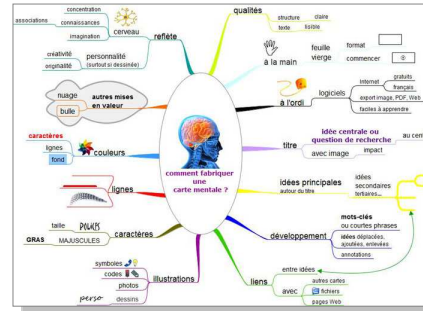 comment fabriquer
une
carte mentale ?
qualités
structure claire
texte lisible
à la main
feuille
vierge
format
commencer
à l'ordi
logiciels
Internet
gratuits
français
export image, PDF, Web
faciles à apprendre
titre
idée centrale ou
question de recherche
au cent
avec image
impact
idées principales
autour du titre
idées
secondaires
tertiaires...
développement
mots-clés
ou courtes phrases
idées déplacées,
ajoutées, enlevées
annotations
liens
entre idées
avec
autres cartes
fichiers
pages Web
illustrations
symboles
codes
photos
perso dessins
caractères
taille
GRAS MAJUSCULES
lignes
couleurs
caractères
lignes
fond
autres mises
en valeur
nuage
bulle
reflète
cerveau
concentration
associations
connaissances
imagination
personnalité
(surtout si dessinée)
créativité
originalité